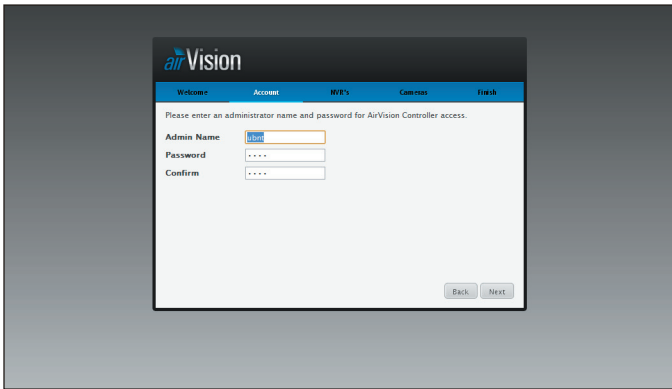 airVision
Welcome Account NVR's Cameras Finish
Please enter an administrator name and password for AirVision Controller access.
Admin Name ubnt
Password ····
Confirm ····
Back Next